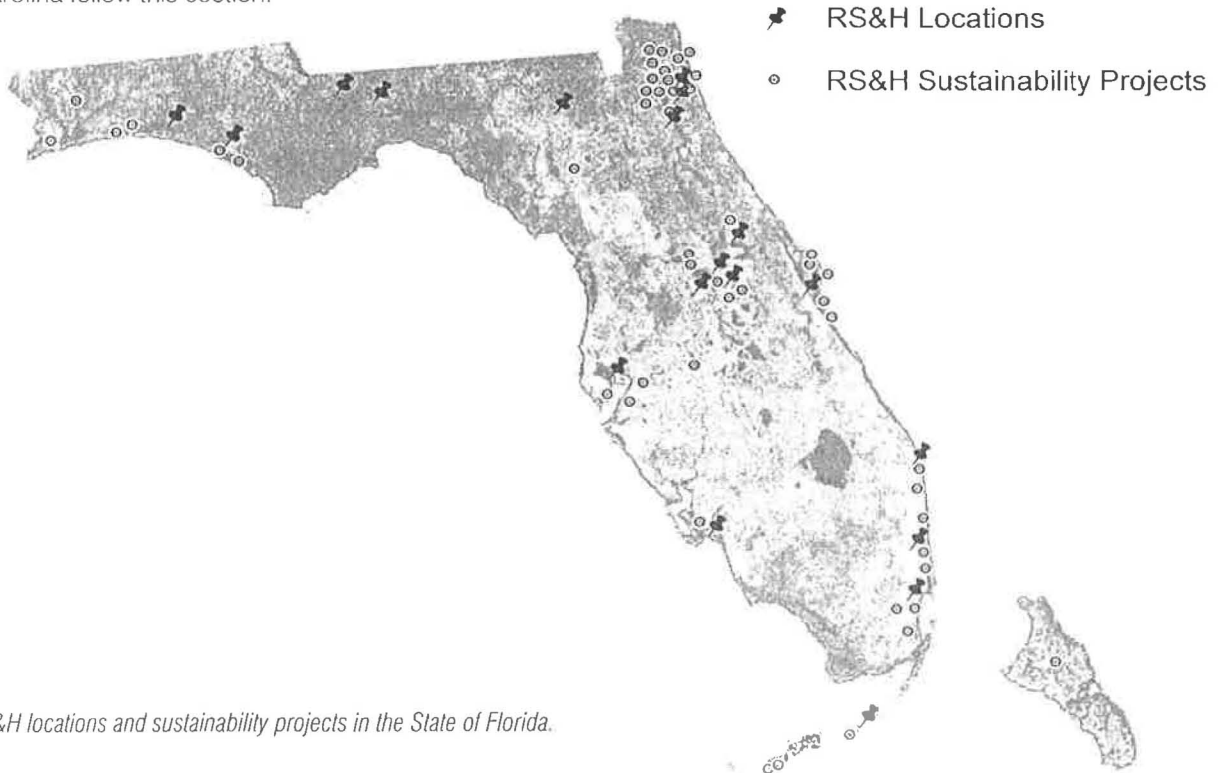 RS&H Locations
RS&H Sustainability Projects
&H locations and sustainability projects in the State of Florida.